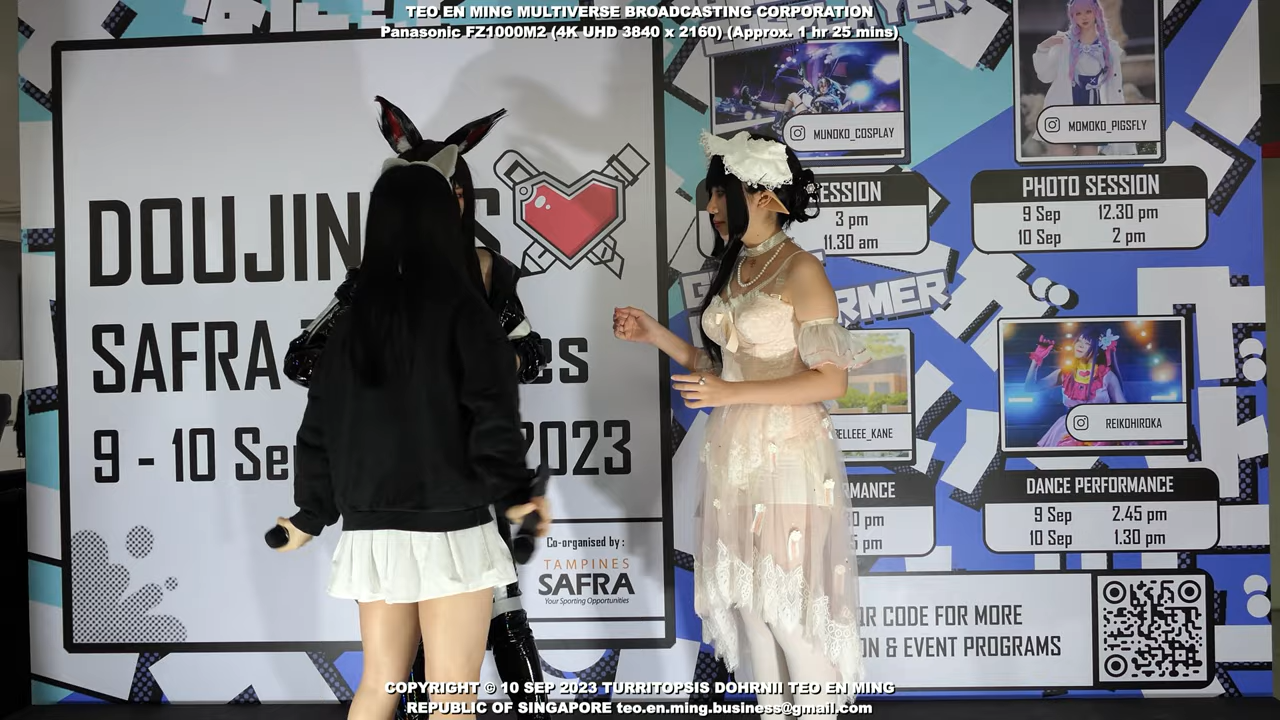 TEO EN MING MULTIVERSE BROADCASTING CORPORATION
Panasonic FZ1000M2 (4K UHD 3840 x 2160) (Approx. 1 hr 25 mins)
MUNOKO_COSPLAY
MOMOKO_PIGSFLY
SESSION
3 pm
11.30 am
PHOTO SESSION
9 Sep 12.30 pm
10 Sep 2 pm
DOUJIN
SAFRA
9 - 10 Se 2023
Co-organised by :
TAMPINES
SAFRA
Your Sporting Opportunities
RMER
ELLEEE_KANE
REIKOHIROKA
MANCE
pm
pm
DANCE PERFORMANCE
9 Sep 2.45 pm
10 Sep 1.30 pm
CODE FOR MORE
& EVENT PROGRAMS
COPYRIGHT © 10 SEP 2023 TURRITOPSIS DOHRNII TEO EN MING
REPUBLIC OF SINGAPORE teo.en.ming.business@gmail.com